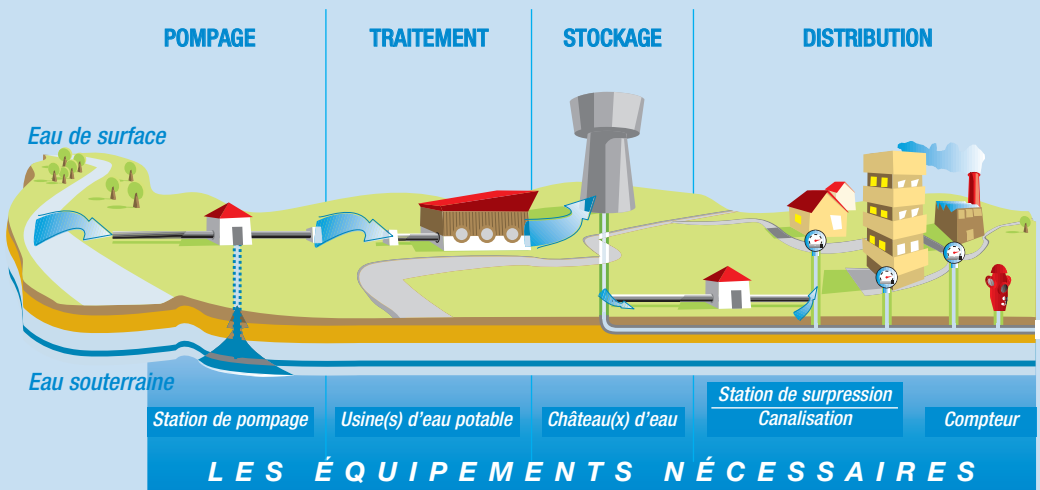 POMPAGE
TRAITEMENT
STOCKAGE
DISTRIBUTION
Eau de surface
Eau souterraine
Station de pompage
Usine(s) d'eau potable
Château(x) d'eau
Station de surpression
Canalisation
Compteur
LES ÉQUIPEMENTS NÉCESSAIRES